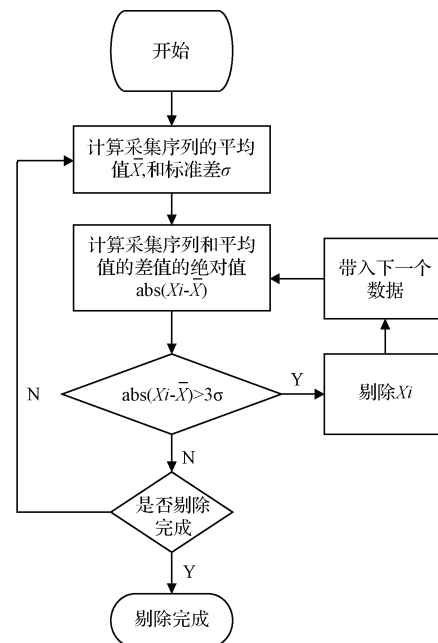 开始
计算采集序列的平均
值X̅,和标准差σ
计算采集序列和平均
值的差值的绝对值
abs(Xi-X̅)
带入下一个
数据
abs(Xi-X̅)>3σ
Y
剔除Xi
N
N
是否剔除
完成
Y
剔除完成